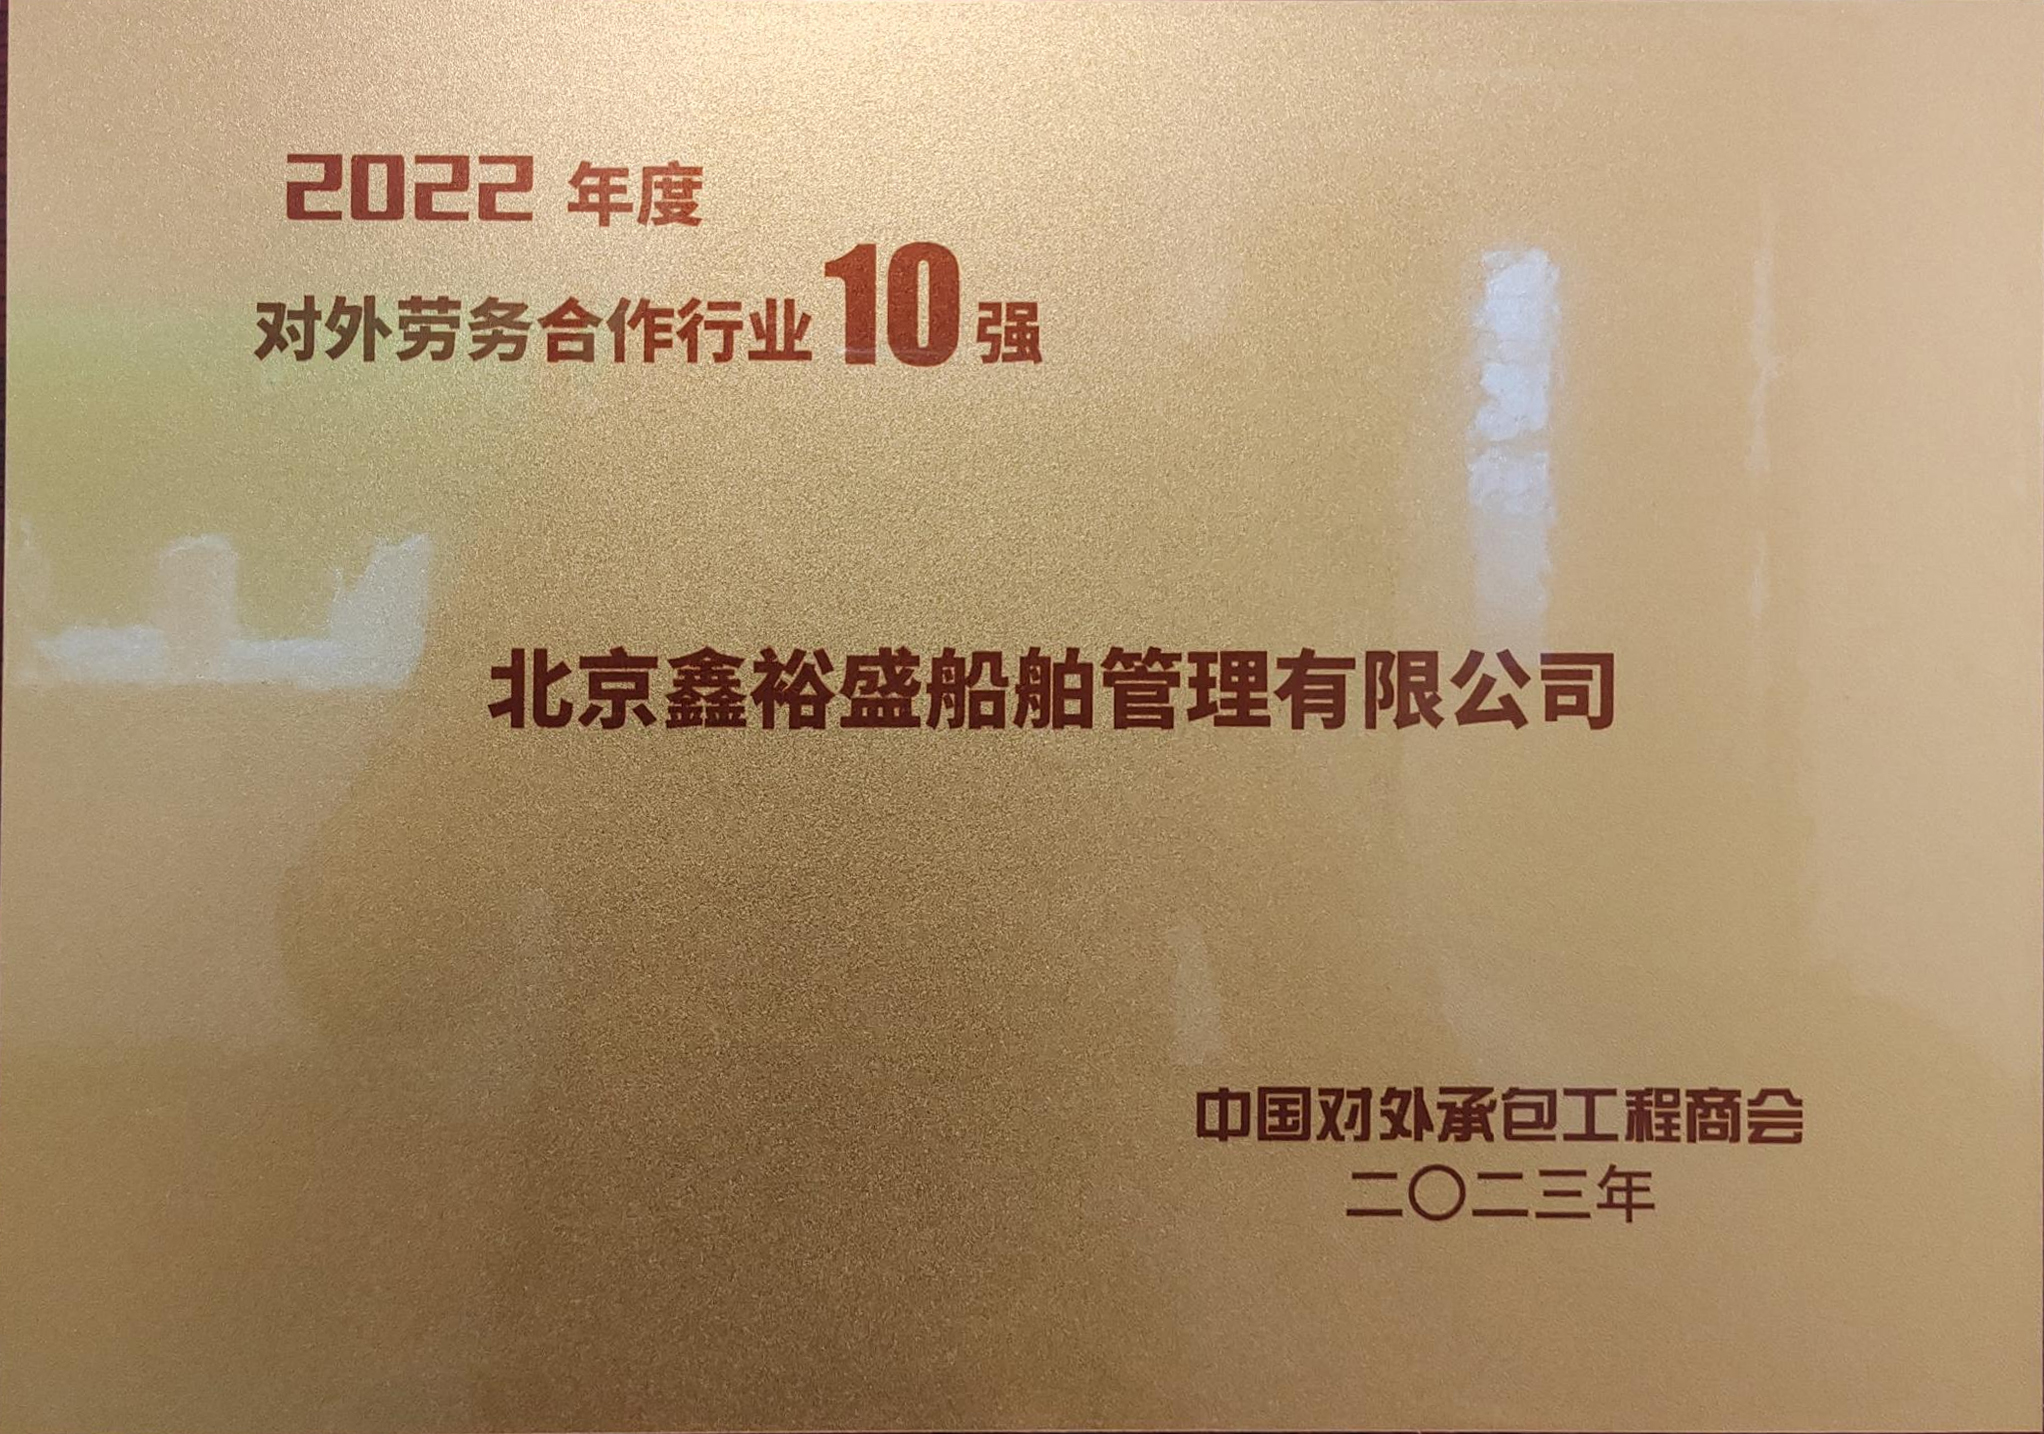 2022 年度
对外劳务合作行业10强
北京鑫裕盛船舶管理有限公司
中国对外承包工程商会
二〇二三年